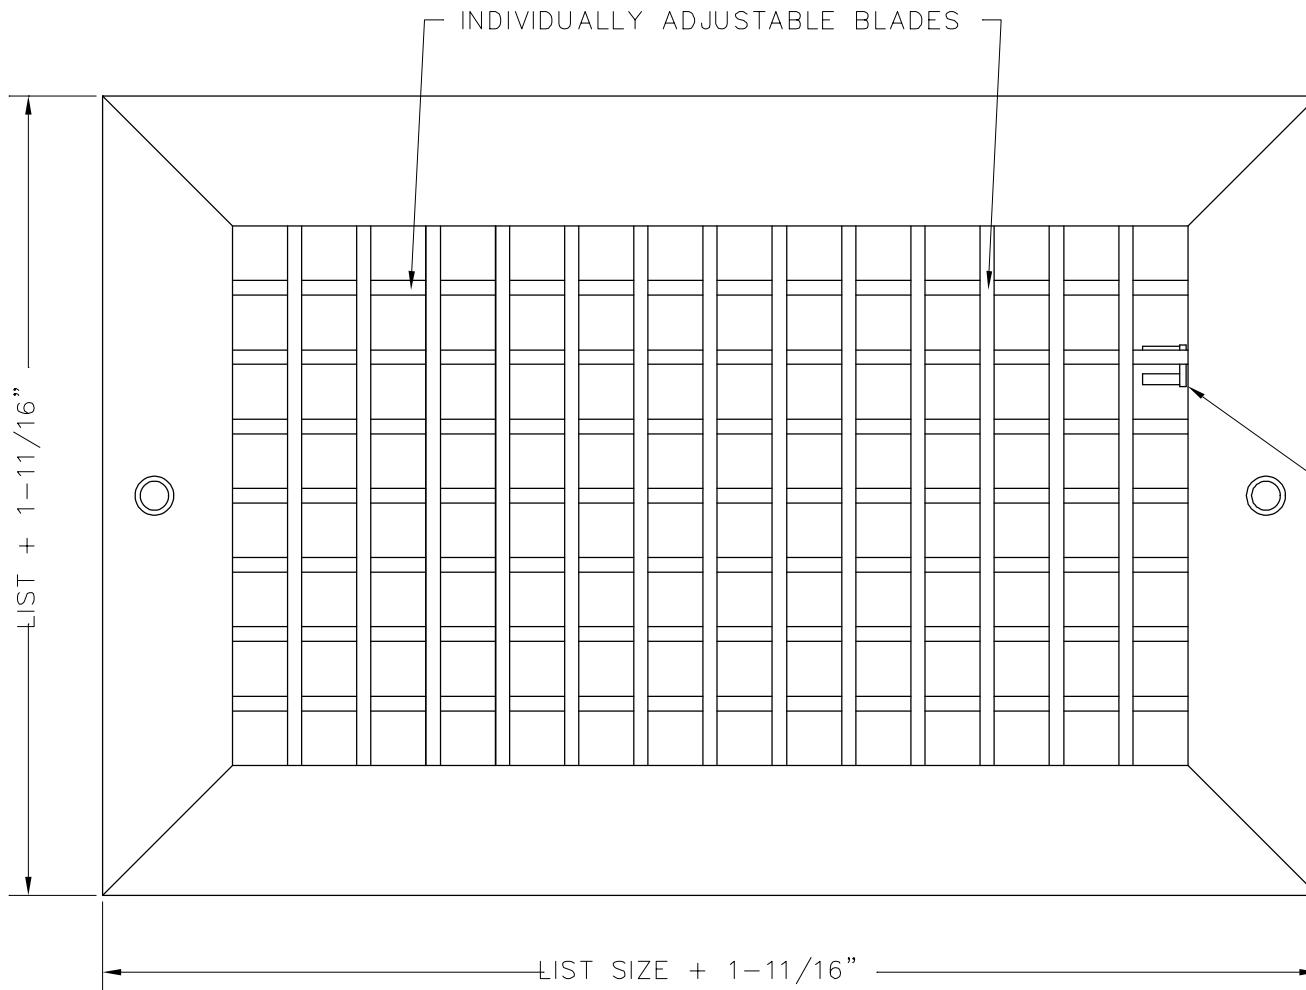 INDIVIDUALLY ADJUSTABLE BLADES
LIST + 1-11/16”
LIST SIZE + 1-11/16”